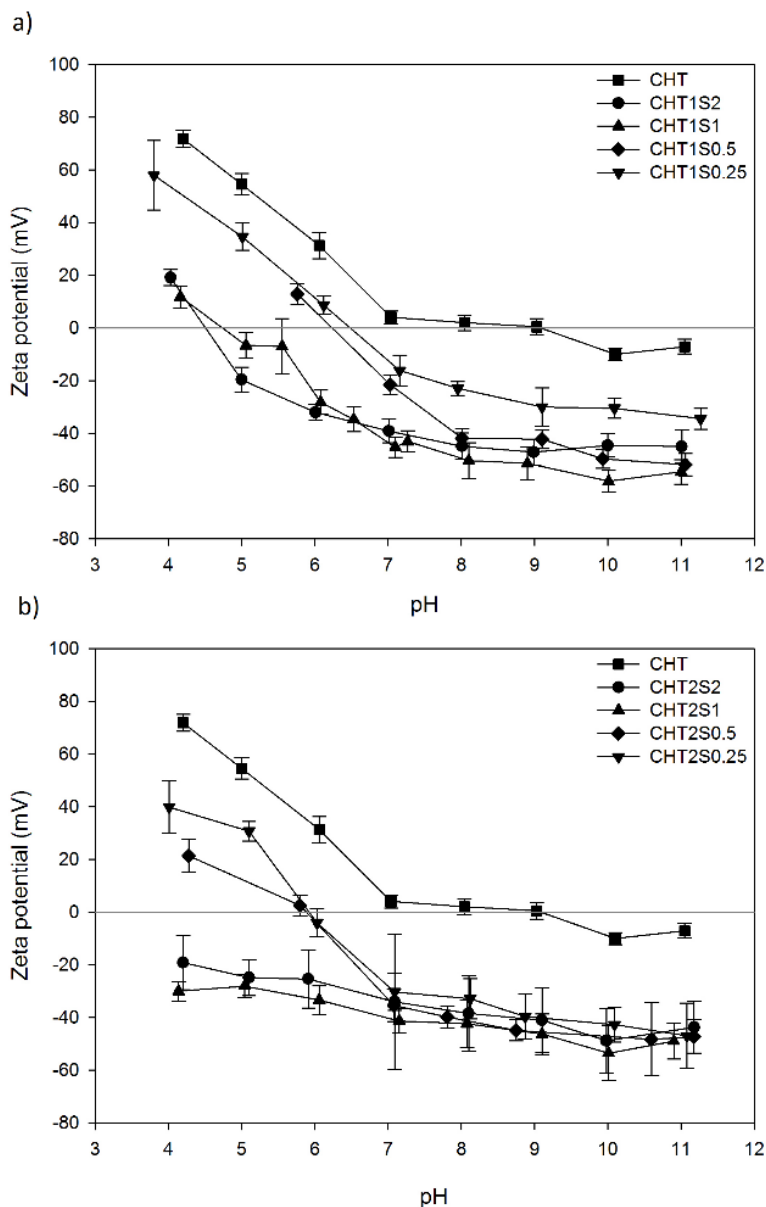 a)
100
80
60
40
20
0
-20
-40
-60
-80
Zeta potential (mV)
CHT
CHT1S2
CHT1S1
CHT1S0.5
CHT1S0.25
3 4 5 6 7 8 9 10 11 12
pH
b)
100
80
60
40
20
0
-20
-40
-60
-80
Zeta potential (mV)
CHT
CHT2S2
CHT2S1
CHT2S0.5
CHT2S0.25
3 4 5 6 7 8 9 10 11 12
pH